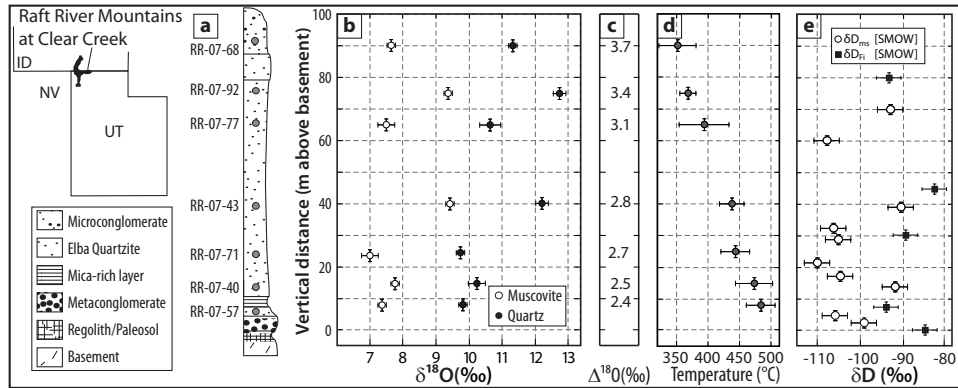 Raft River Mountains
at Clear Creek
ID
NV
UT
Microconglomerate
Elba Quartzite
Mica-rich layer
Metaconglomerate
Regolith/Paleosol
Basement
a
RR-07-68
RR-07-92
RR-07-77
RR-07-43
RR-07-71
RR-07-40
RR-07-57
b
Vertical distance (m above basement)
100
80
60
40
20
0
Muscovite
Quartz
7 8 9 10 11 12 13
δ¹⁸O(‰)
c
3.7
3.4
3.1
2.8
2.7
2.5
2.4
Δ¹⁸0(‰)
d
350 400 450 500
Temperature (°C)
e
δDms [SMOW]
δDFi [SMOW]
-110 -100 -90 -80
δD (‰)